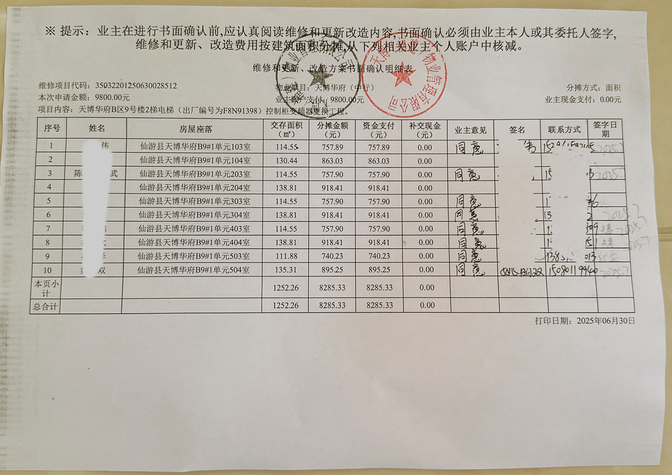 ※ 提示：业主在进行书面确认前,应认真阅读维修和更新改造内容,书面确认必须由业主本人或其委托人签字,
维修和更新、改造费用按建筑面积分摊,从下列相关业主个人账户中核减。
维修和更新、改造方案书面确认明细表
维修项目代码：35032201250630028512 天博华府(中行) 分摊方式：面积
本次申请金额：9800.00元 业主账户支付：9800.00元 业主现金支付：0.00元
项目内容：天博华府B区9号楼2梯电梯（出厂编号为F8N91398）控制柜变频器更换工程。
序号 姓名 房屋座落 交存面积（㎡） 分摊金额（元） 资金支付（元） 补交现金（元） 业主意见 签名 联系方式 签字日期
1 伟 仙游县天博华府B9#1单元103室 114.55 757.89 757.89 0.00 同意
2 仙游县天博华府B9#1单元104室 130.44 863.03 863.03 0.00
3 陈 武 仙游县天博华府B9#1单元203室 114.55 757.90 757.90 0.00 同意
4 仙游县天博华府B9#1单元204室 138.81 918.41 918.41 0.00
5 仙游县天博华府B9#1单元303室 114.55 757.90 757.90 0.00 同意
6 仙游县天博华府B9#1单元304室 138.81 918.41 918.41 0.00 同意
7 仙游县天博华府B9#1单元403室 114.55 757.90 757.90 0.00 同意
8 仙游县天博华府B9#1单元404室 138.81 918.41 918.41 0.00 同意
9 仙游县天博华府B9#1单元503室 111.88 740.23 740.23 0.00 同意
10 双 仙游县天博华府B9#1单元504室 135.31 895.25 895.25 0.00 同意
本页小计 1252.26 8285.33 8285.33 0.00
总合计 1252.26 8285.33 8285.33 0.00
打印日期：2025年06月30日